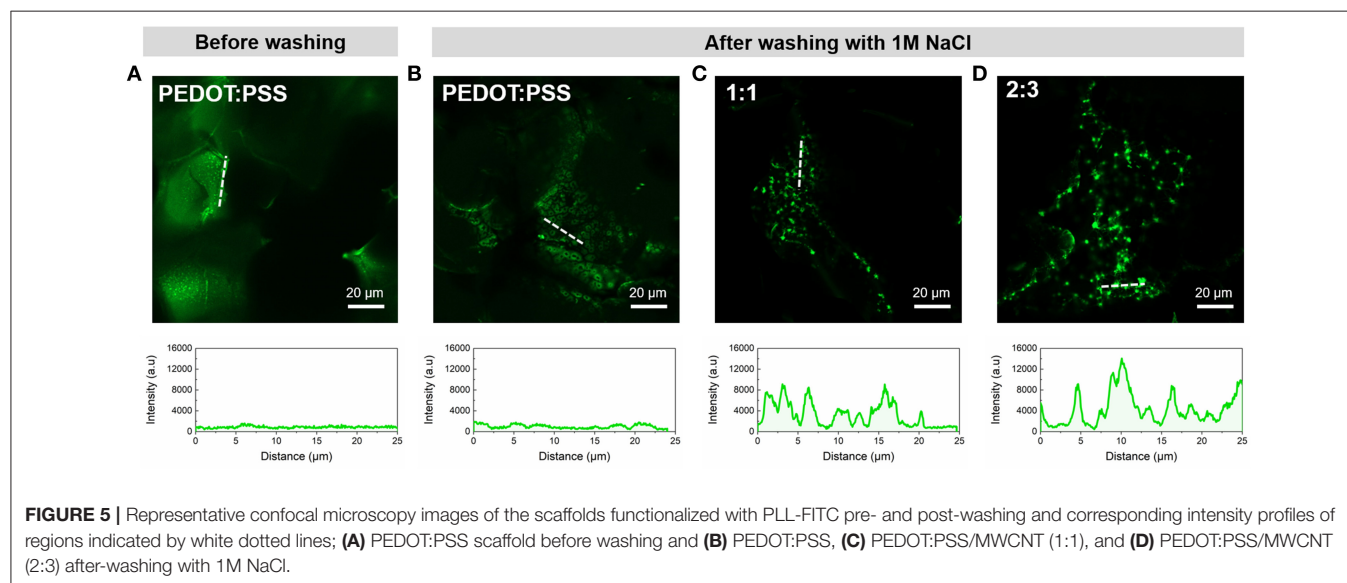 Before washing
After washing with 1M NaCl
A
PEDOT:PSS
20 µm
B
PEDOT:PSS
20 µm
C
1:1
20 µm
D
2:3
20 µm
16000
12000
8000
4000
0
Intensity (a.u)
0 5 10 15 20 25
Distance (µm)
16000
12000
8000
4000
0
Intensity (a.u)
0 5 10 15 20 25
Distance (µm)
16000
12000
8000
4000
0
Intensity (a.u)
0 5 10 15 20 25
Distance (µm)
16000
12000
8000
4000
0
Intensity (a.u)
0 5 10 15 20 25
Distance (µm)
FIGURE 5 | Representative confocal microscopy images of the scaffolds functionalized with PLL-FITC pre- and post-washing and corresponding intensity profiles of
regions indicated by white dotted lines; (A) PEDOT:PSS scaffold before washing and (B) PEDOT:PSS, (C) PEDOT:PSS/MWCNT (1:1), and (D) PEDOT:PSS/MWCNT
(2:3) after-washing with 1M NaCl.